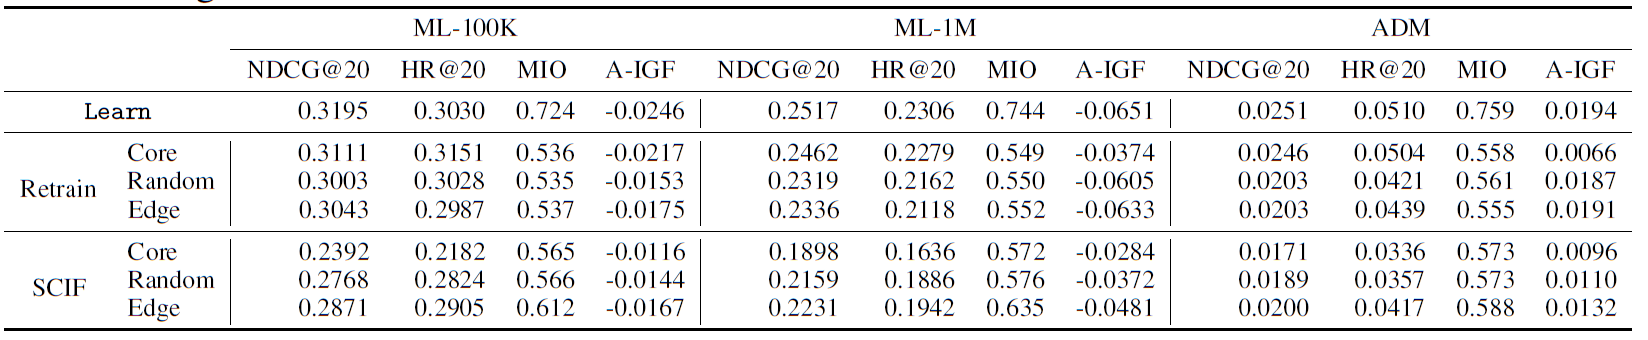 ML-100K ML-1M ADM
NDCG@20 HR@20 MIO A-IGF NDCG@20 HR@20 MIO A-IGF NDCG@20 HR@20 MIO A-IGF
Learn 0.3195 0.3030 0.724 -0.0246 0.2517 0.2306 0.744 -0.0651 0.0251 0.0510 0.759 0.0194
Core 0.3111 0.3151 0.536 -0.0217 0.2462 0.2279 0.549 -0.0374 0.0246 0.0504 0.558 0.0066
Retrain Random 0.3003 0.3028 0.535 -0.0153 0.2319 0.2162 0.550 -0.0605 0.0203 0.0421 0.561 0.0187
Edge 0.3043 0.2987 0.537 -0.0175 0.2336 0.2118 0.552 -0.0633 0.0203 0.0439 0.555 0.0191
Core 0.2392 0.2182 0.565 -0.0116 0.1898 0.1636 0.572 -0.0284 0.0171 0.0336 0.573 0.0096
SCIF Random 0.2768 0.2824 0.566 -0.0144 0.2159 0.1886 0.576 -0.0372 0.0189 0.0357 0.573 0.0110
Edge 0.2871 0.2905 0.612 -0.0167 0.2231 0.1942 0.635 -0.0481 0.0200 0.0417 0.588 0.0132